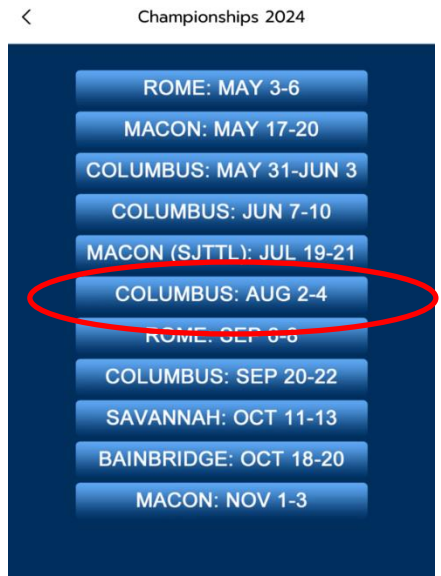 Championships 2024
ROME: MAY 3-6
MACON: MAY 17-20
COLUMBUS: MAY 31-JUN 3
COLUMBUS: JUN 7-10
MACON (SJTTL): JUL 19-21
COLUMBUS: AUG 2-4
ROME: SEP 6-8
COLUMBUS: SEP 20-22
SAVANNAH: OCT 11-13
BAINBRIDGE: OCT 18-20
MACON: NOV 1-3